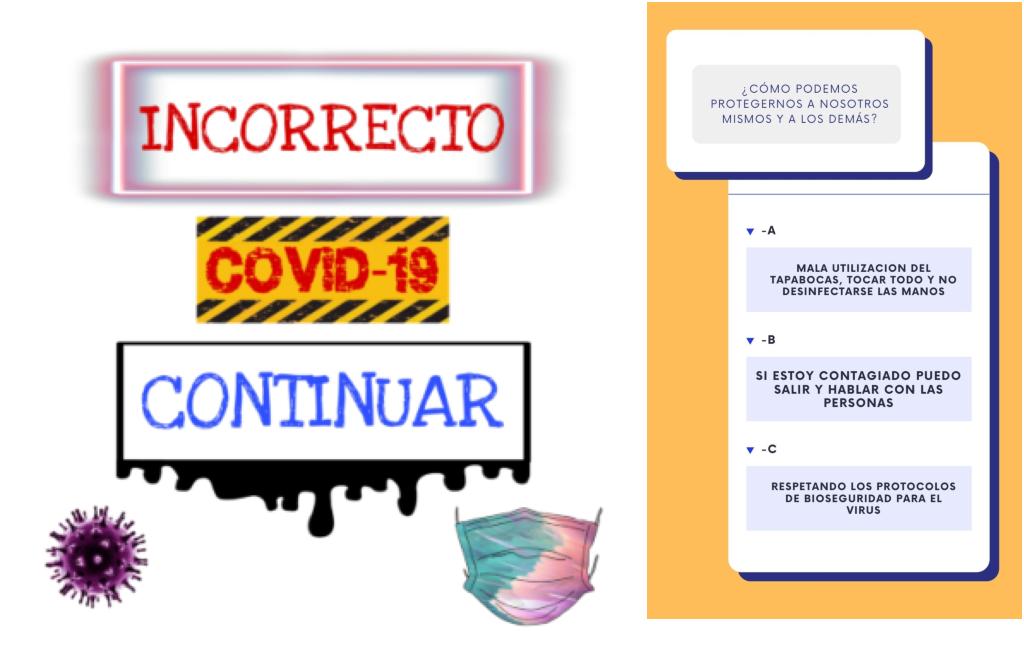 INCORRECTO
COVID-19
CONTINUAR
¿CÓMO PODEMOS
PROTEGERNOS A NOSOTROS
MISMOS Y A LOS DEMÁS?
-A
MALA UTILIZACION DEL
TAPABOCAS, TOCAR TODO Y NO
DESINFECTARSE LAS MANOS
-B
SI ESTOY CONTAGIADO PUEDO
SALIR Y HABLAR CON LAS
PERSONAS
-C
RESPETANDO LOS PROTOCOLOS
DE BIOSEGURIDAD PARA EL
VIRUS